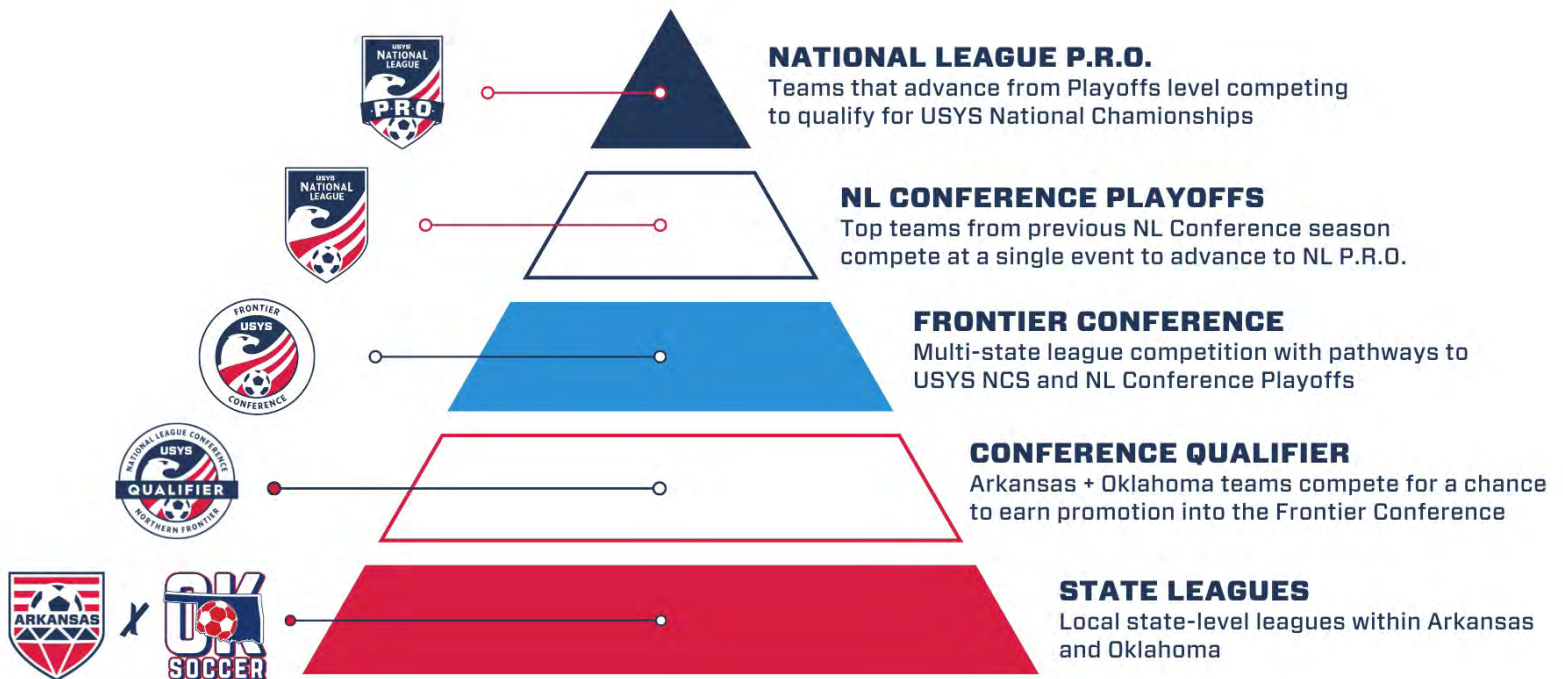 USYS
NATIONAL
LEAGUE
P.R.O
NATIONAL LEAGUE P.R.O.
Teams that advance from Playoffs level competing
to qualify for USYS National Chamionships
USYS
NATIONAL
LEAGUE
NL CONFERENCE PLAYOFFS
Top teams from previous NL Conference season
compete at a single event to advance to NL P.R.O.
FRONTIER
USYS
CONFERENCE
FRONTIER CONFERENCE
Multi-state league competition with pathways to
USYS NCS and NL Conference Playoffs
NATIONAL LEAGUE CONFERENCE
USYS
QUALIFIER
NORTHERN FRONTIER
CONFERENCE QUALIFIER
Arkansas + Oklahoma teams compete for a chance
to earn promotion into the Frontier Conference
ARKANSAS
X
OK
SOCCER
STATE LEAGUES
Local state-level leagues within Arkansas
and Oklahoma